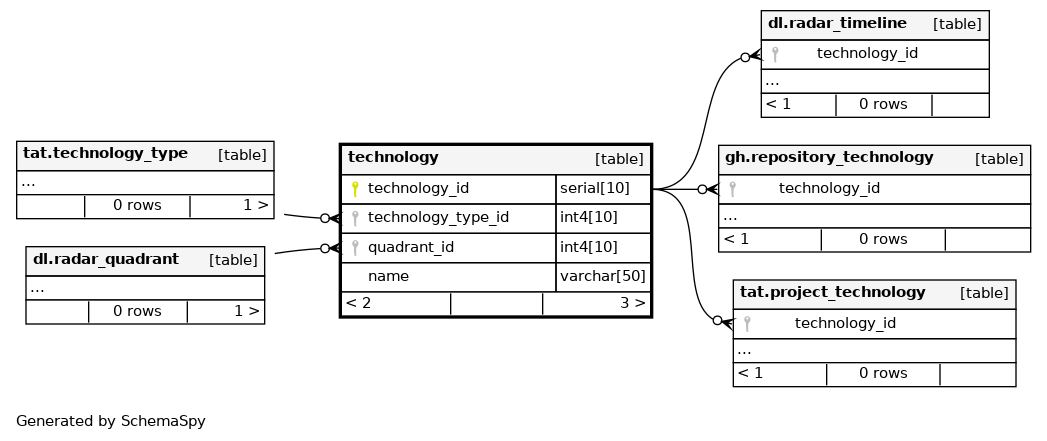 dl.radar_timeline [table]
technology_id
...
< 1 0 rows
tat.technology_type [table]
...
0 rows 1 >
dl.radar_quadrant [table]
...
0 rows 1 >
technology [table]
technology_id serial[10]
technology_type_id int4[10]
quadrant_id int4[10]
name varchar[50]
< 2 3 >
gh.repository_technology [table]
technology_id
...
< 1 0 rows
tat.project_technology [table]
technology_id
...
< 1 0 rows
Generated by SchemaSpy